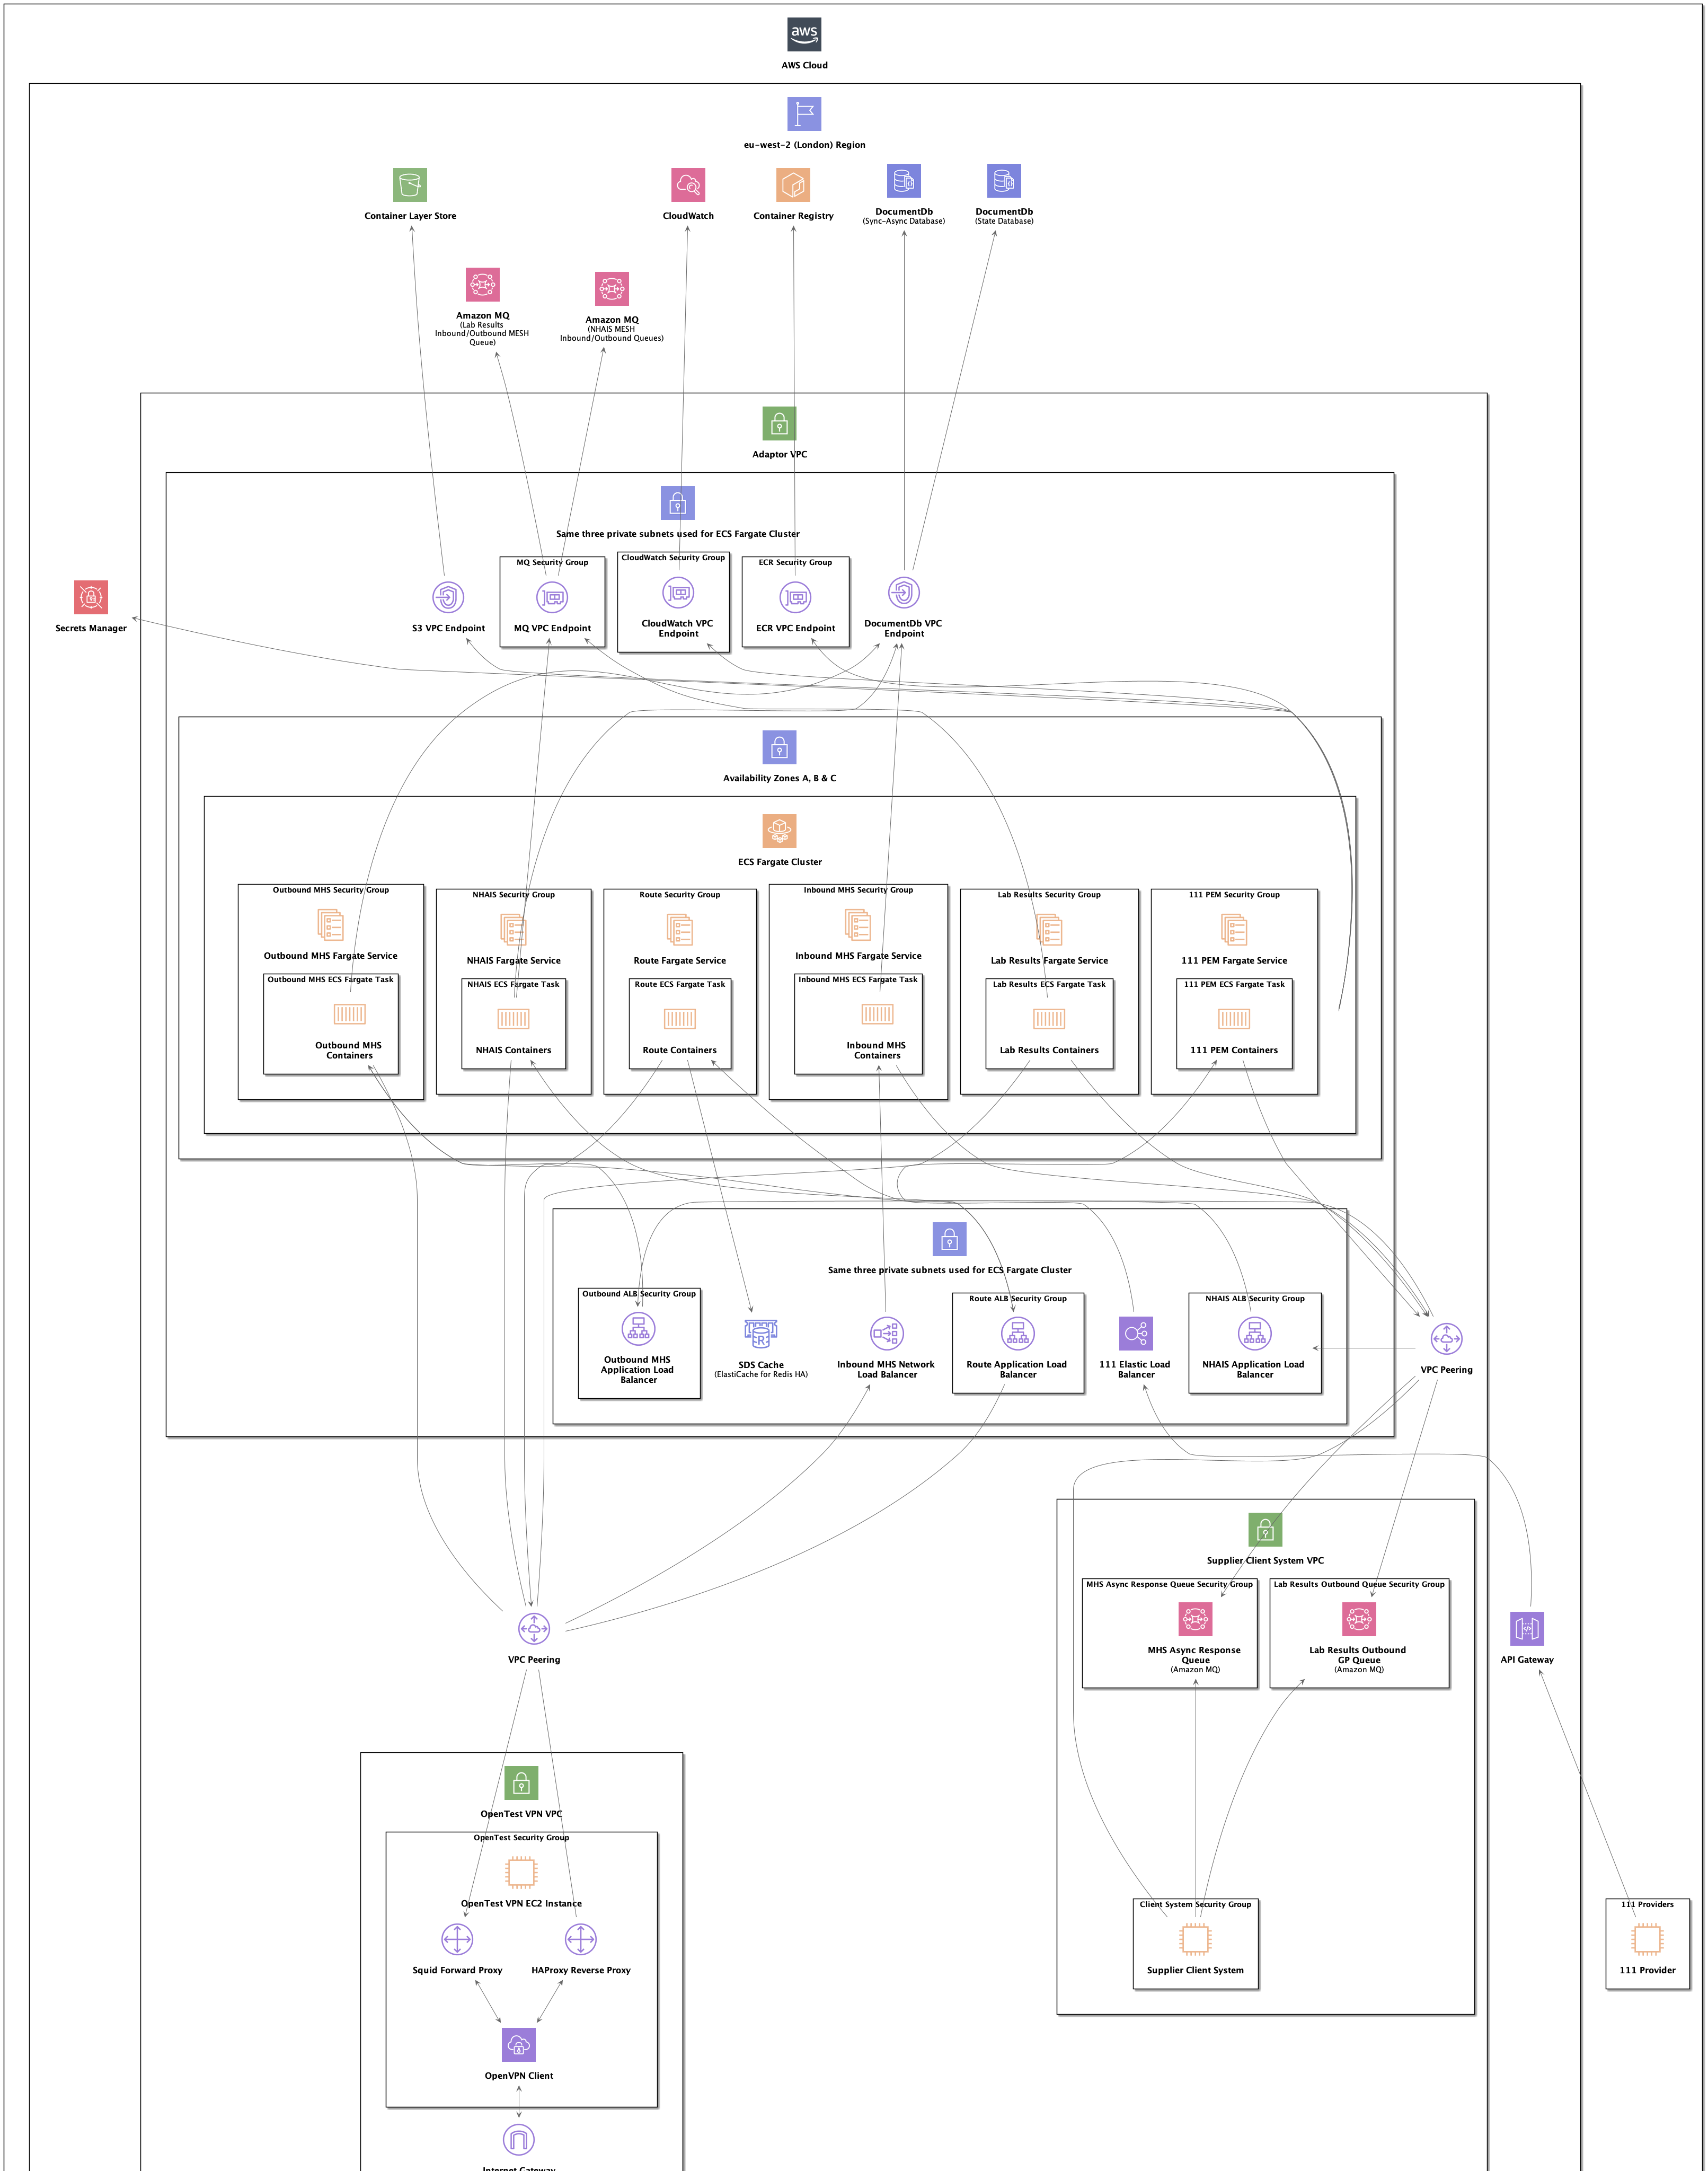 aws
AWS Cloud
eu-west-2 (London) Region
Container Layer Store
CloudWatch
Container Registry
DocumentDb
(Sync-Async Database)
DocumentDb
(State Database)
Amazon MQ
(Lab Results
Inbound/Outbound MESH
Queue)
Amazon MQ
(NHAIS MESH
Inbound/Outbound Queues)
Adaptor VPC
Same three private subnets used for ECS Fargate Cluster
MQ Security Group
CloudWatch Security Group
ECR Security Group
Secrets Manager
S3 VPC Endpoint
MQ VPC Endpoint
CloudWatch VPC
Endpoint
ECR VPC Endpoint
DocumentDb VPC
Endpoint
Availability Zones A, B & C
ECS Fargate Cluster
Outbound MHS Security Group
Outbound MHS Fargate Service
Outbound MHS ECS Fargate Task
Outbound MHS
Containers
NHAIS Security Group
NHAIS Fargate Service
NHAIS ECS Fargate Task
NHAIS Containers
Route Security Group
Route Fargate Service
Route ECS Fargate Task
Route Containers
Inbound MHS Security Group
Inbound MHS Fargate Service
Inbound MHS ECS Fargate Task
Inbound MHS
Containers
Lab Results Security Group
Lab Results Fargate Service
Lab Results ECS Fargate Task
Lab Results Containers
111 PEM Security Group
111 PEM Fargate Service
111 PEM ECS Fargate Task
111 PEM Containers
Same three private subnets used for ECS Fargate Cluster
Outbound ALB Security Group
Outbound MHS
Application Load
Balancer
R
SDS Cache
(ElastiCache for Redis HA)
Inbound MHS Network
Load Balancer
Route ALB Security Group
Route Application Load
Balancer
111 Elastic Load
Balancer
NHAIS ALB Security Group
NHAIS Application Load
Balancer
VPC Peering
Supplier Client System VPC
MHS Async Response Queue Security Group
MHS Async Response
Queue
(Amazon MQ)
Lab Results Outbound Queue Security Group
Lab Results Outbound
GP Queue
(Amazon MQ)
API Gateway
VPC Peering
OpenTest VPN VPC
OpenTest Security Group
OpenTest VPN EC2 Instance
Squid Forward Proxy
HAProxy Reverse Proxy
OpenVPN Client
Client System Security Group
Supplier Client System
111 Providers
111 Provider
Internet Gateway